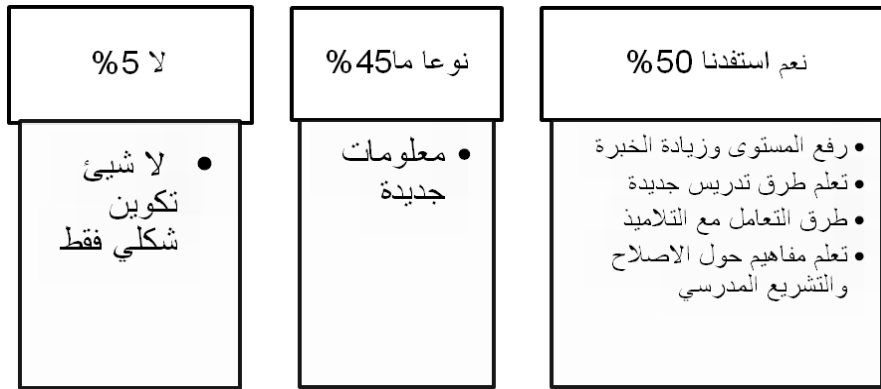 نعم استفدنا 50%
• رفع المستوى وزيادة الخبرة
• تعلم طرق تدريس جديدة
• طرق التعامل مع التلاميذ
• تعلم مفاهيم حول الاصلاح
والتشريع المدرسي
نوعا ما45%
• معلومات
جديدة
لا 5%
• لا شيئ
تكوين
شكلي فقط